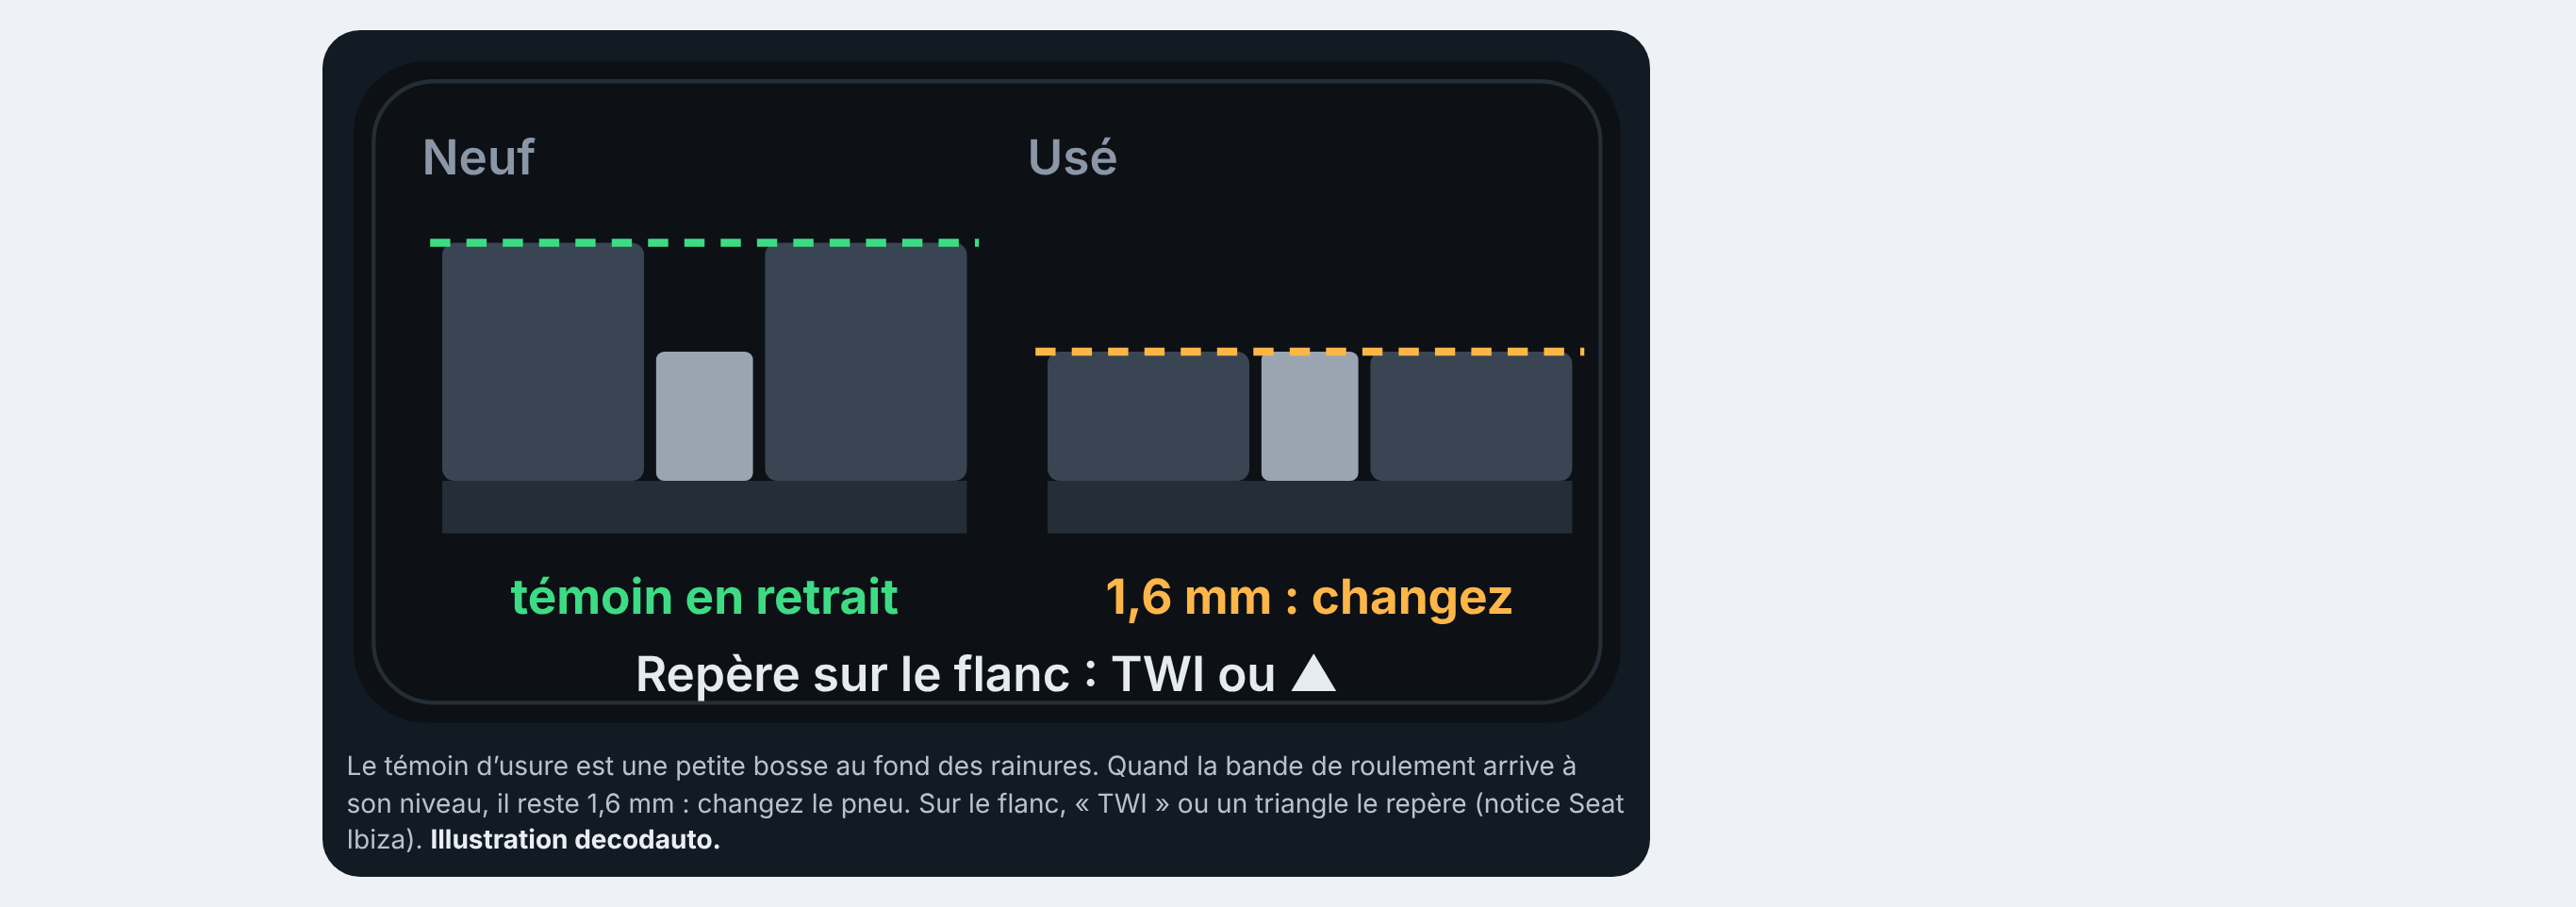 Neuf
Usé
témoin en retrait
1,6 mm : changez
Repère sur le flanc : TWI ou ▲
Le témoin d’usure est une petite bosse au fond des rainures. Quand la bande de roulement arrive à
son niveau, il reste 1,6 mm : changez le pneu. Sur le flanc, « TWI » ou un triangle le repère (notice Seat
Ibiza). Illustration decodauto.